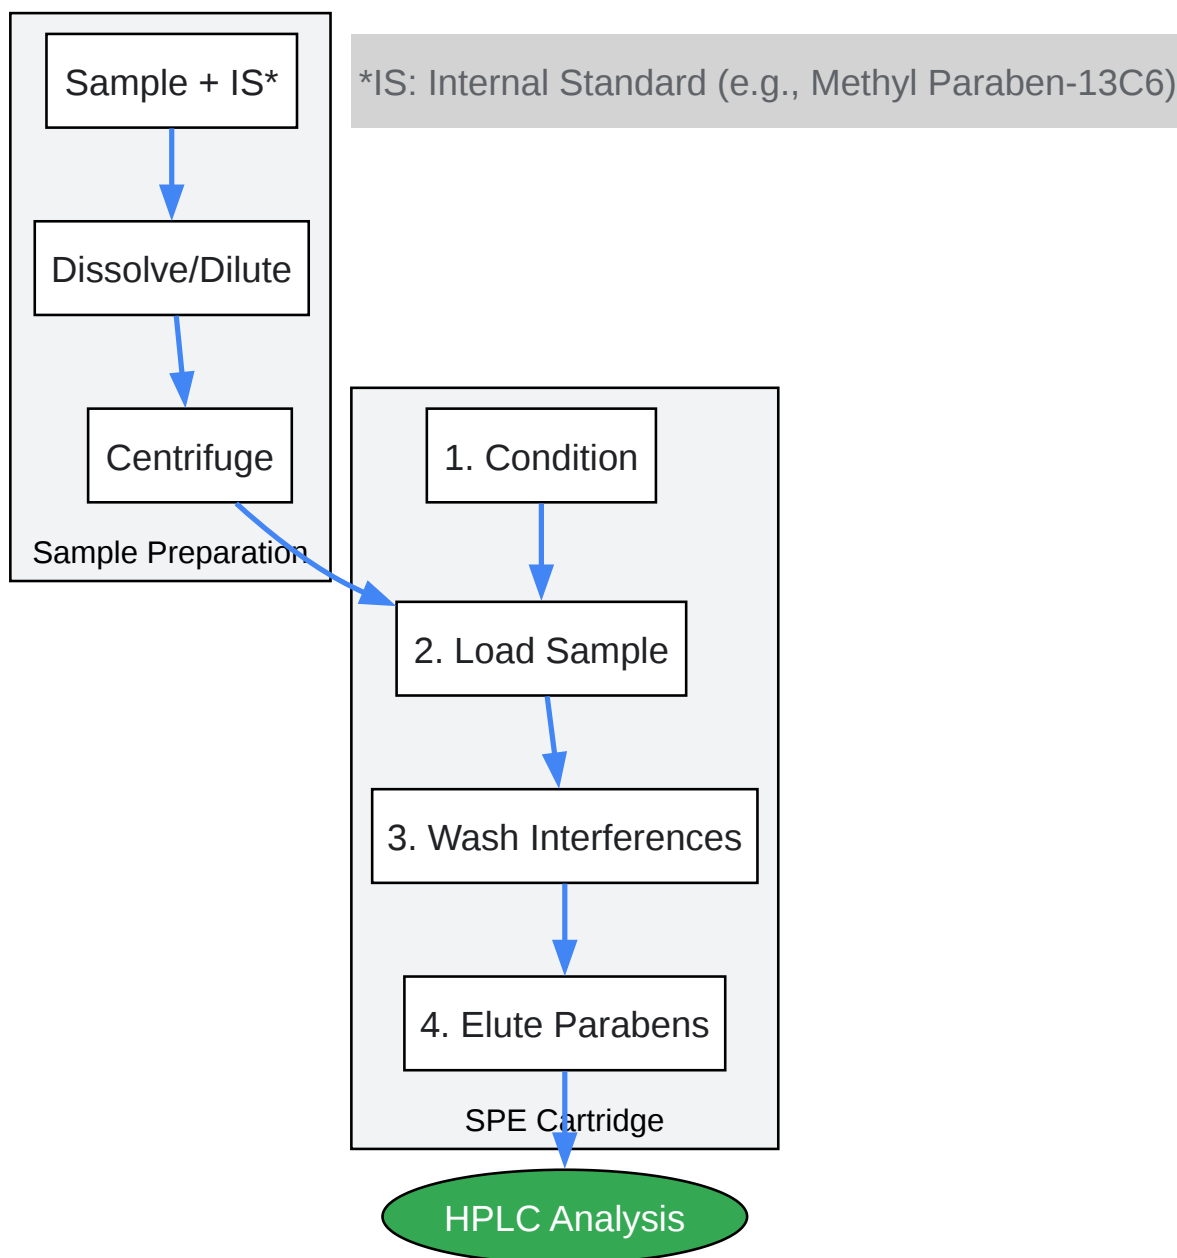 Sample + IS*
*IS: Internal Standard (e.g., Methyl Paraben-13C6)
Dissolve/Dilute
Centrifuge
Sample Preparation
1. Condition
2. Load Sample
3. Wash Interferences
4. Elute Parabens
SPE Cartridge
HPLC Analysis